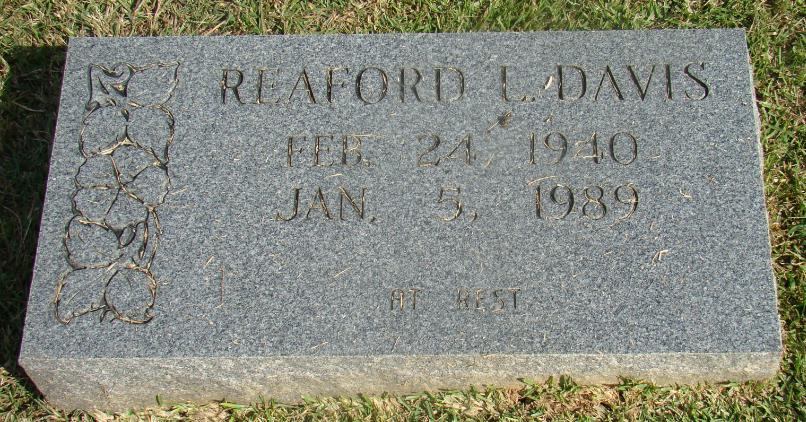 REAFORD L. DAVIS
FEB. 24, 1940
JAN. 5, 1989
AT REST